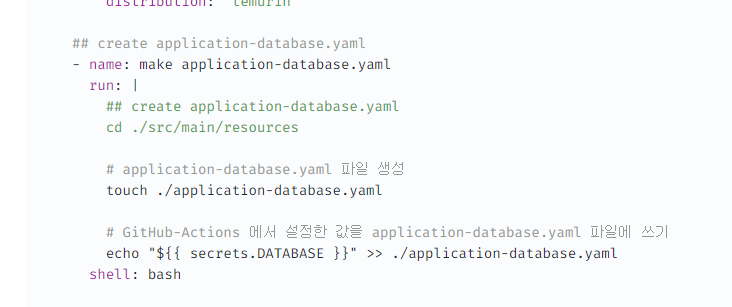 distribution: 'temurin'
## create application-database.yaml
- name: make application-database.yaml
run: |
## create application-database.yaml
cd ./src/main/resources
# application-database.yaml 파일 생성
touch ./application-database.yaml
# GitHub-Actions 에서 설정한 값을 application-database.yaml 파일에 쓰기
echo "${{ secrets.DATABASE }}" >> ./application-database.yaml
shell: bash